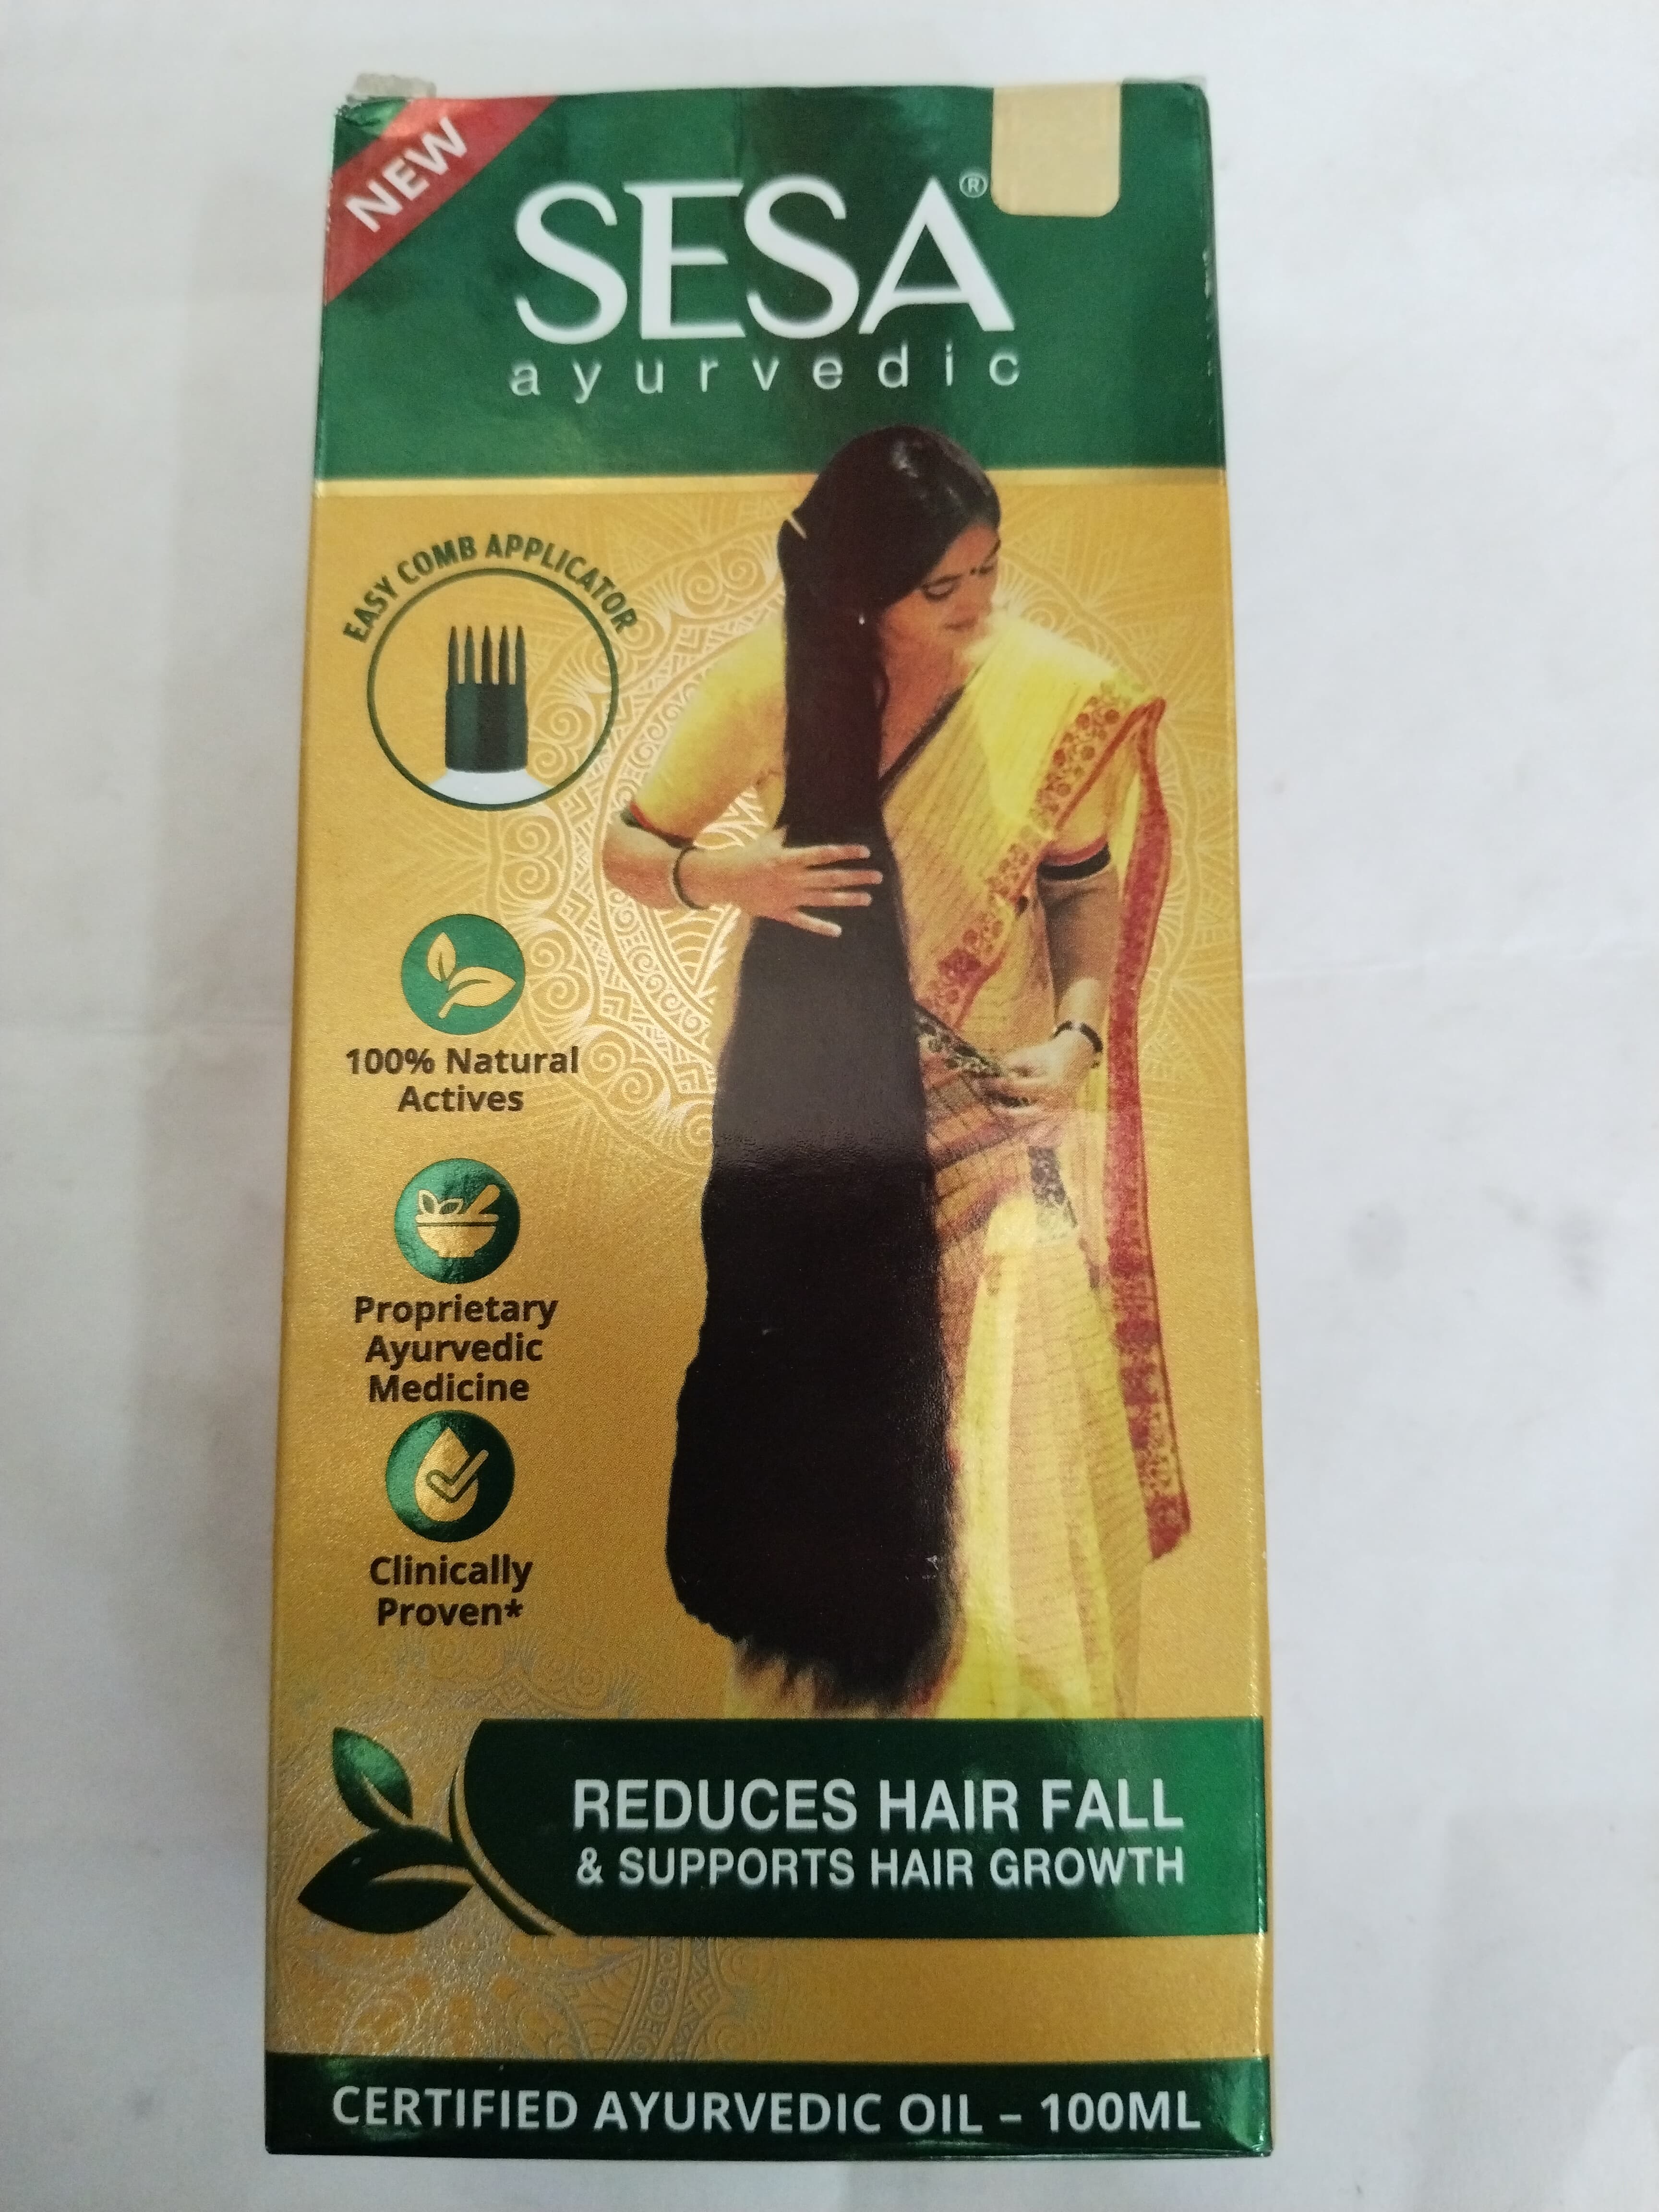 NEW
SESA®
ayurvedic
EASY COMB APPLICATOR
100% Natural
Actives
Proprietary
Ayurvedic
Medicine
Clinically
Proven*
REDUCES HAIR FALL
& SUPPORTS HAIR GROWTH
CERTIFIED AYURVEDIC OIL – 100ML